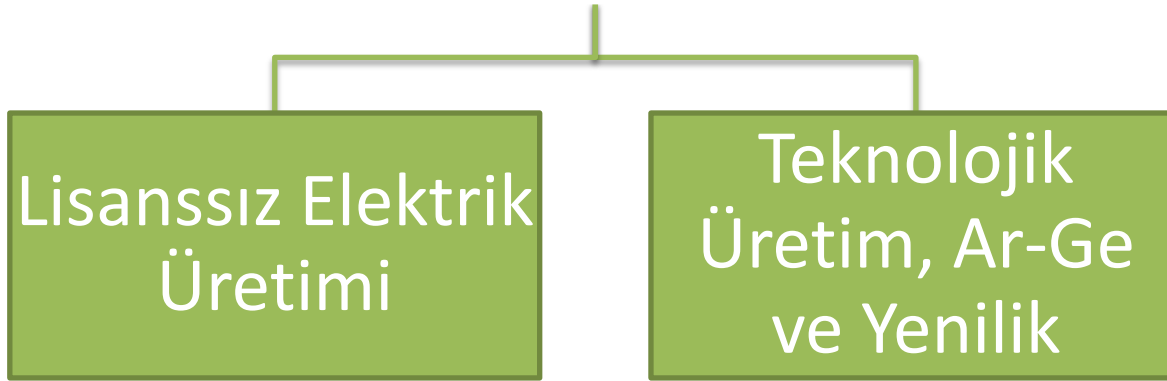 Lisanssız Elektrik
Üretimi
Teknolojik
Üretim, Ar-Ge
ve Yenilik